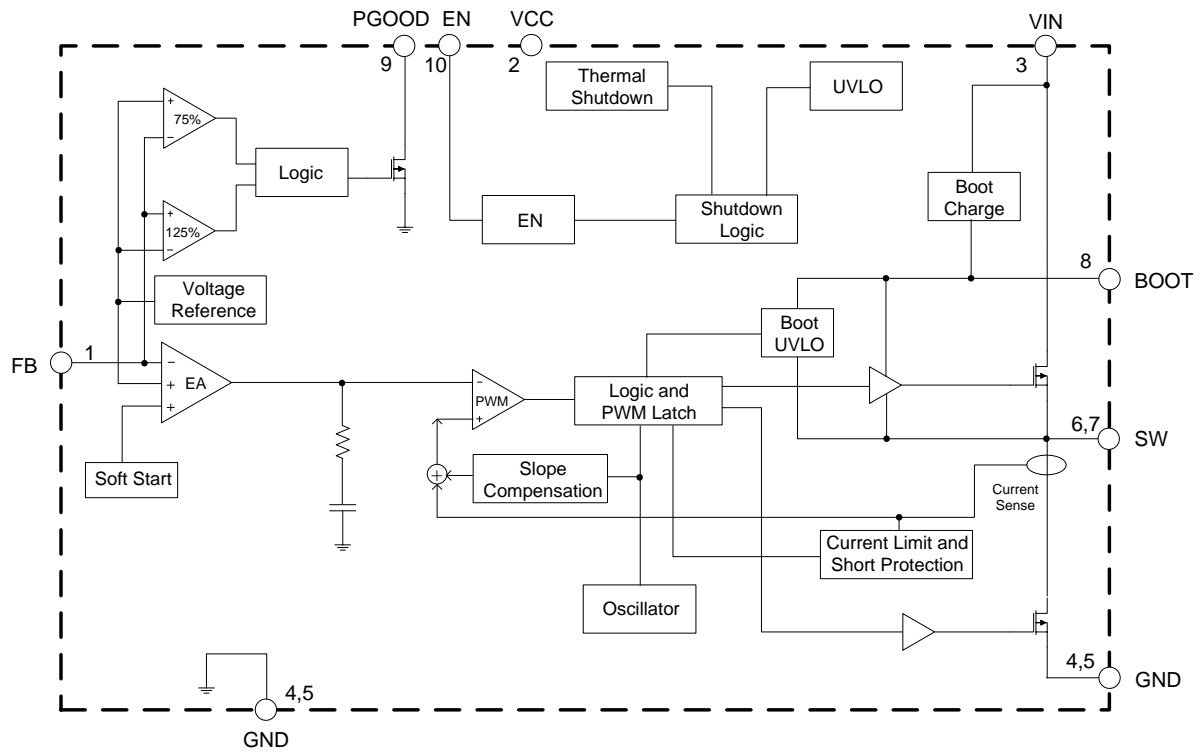 PGOOD EN VCC VIN
9 10 2 3
Thermal
Shutdown
UVLO
+
75%
−
Logic
Boot
Charge
EN
Shutdown
Logic
+
125%
−
8 BOOT
Voltage
Reference
Boot
UVLO
FB 1
−
+ EA
+
−
PWM
+
Logic and
PWM Latch
6,7 SW
Soft Start
+
Slope
Compensation
Current
Sense
Current Limit and
Short Protection
Oscillator
4,5 GND
4,5
GND